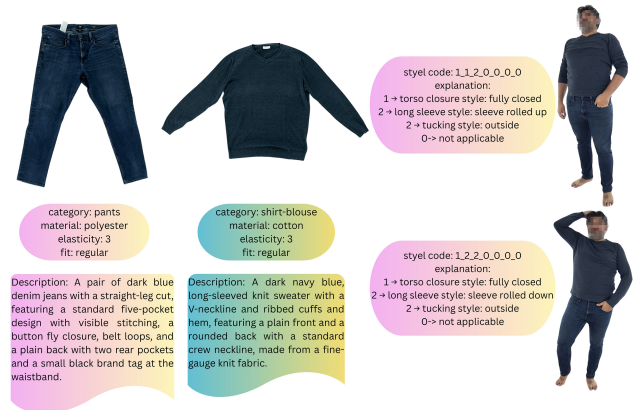 styel code: 1_1_2_0_0_0_0
explanation:
1 → torso closure style: fully closed
2 → long sleeve style: sleeve rolled up
2 → tucking style: outside
0-> not applicable
category: pants
material: polyester
elasticity: 3
fit: regular
category: shirt-blouse
material: cotton
elasticity: 3
fit: regular
styel code: 1_2_2_0_0_0_0
explanation:
1 → torso closure style: fully closed
2 → long sleeve style: sleeve rolled down
2 → tucking style: outside
0-> not applicable
Description: A pair of dark blue
denim jeans with a straight-leg cut,
featuring a standard five-pocket
design with visible stitching, a
button fly closure, belt loops, and
a plain back with two rear pockets
and a small black brand tag at the
waistband.
Description: A dark navy blue,
long-sleeved knit sweater with a
V-neckline and ribbed cuffs and
hem, featuring a plain front and a
rounded back with a standard
crew neckline, made from a fine-
gauge knit fabric.